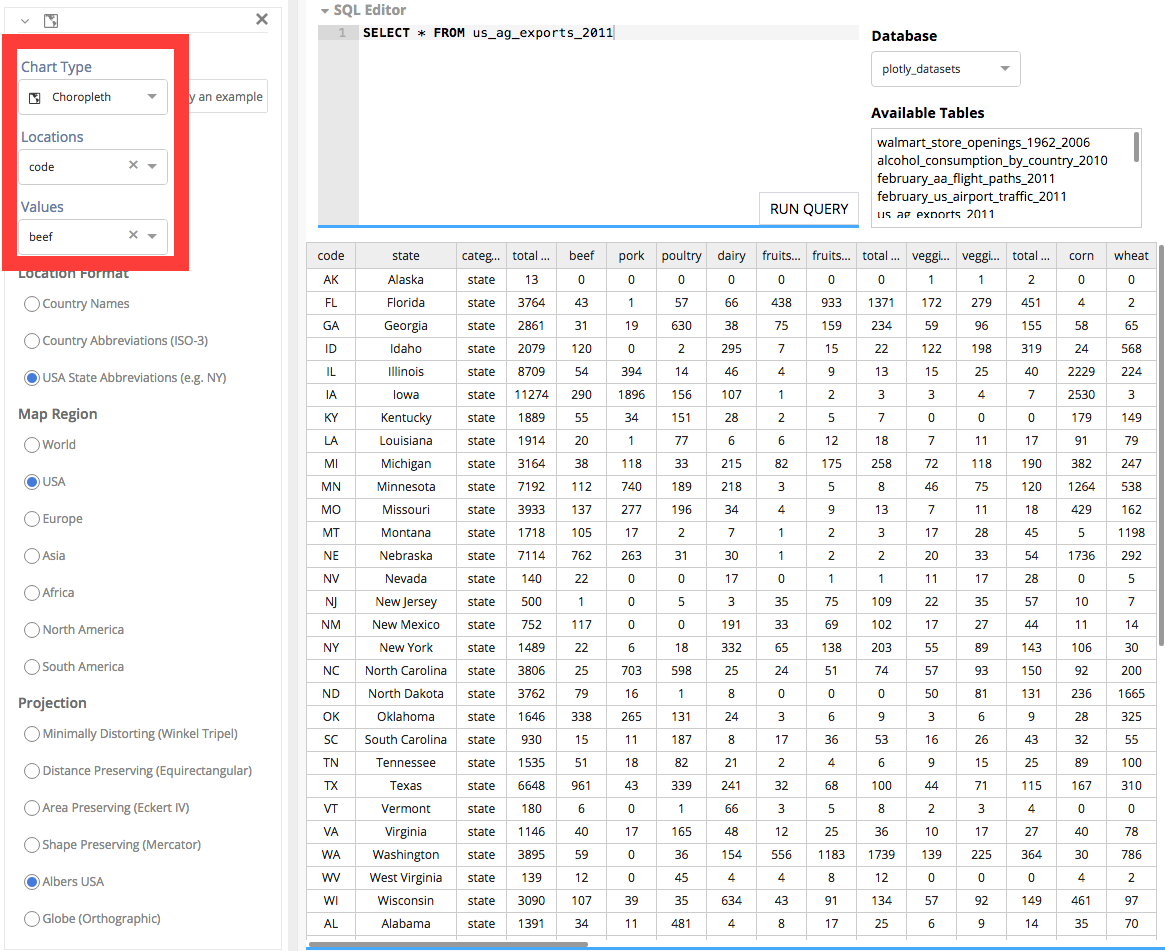 Chart Type
Choropleth
y an example
Locations
code
Values
beef
Location Format
Country Names
Country Abbreviations (ISO-3)
USA State Abbreviations (e.g. NY)
Map Region
World
USA
Europe
Asia
Africa
North America
South America
Projection
Minimally Distorting (Winkel Tripel)
Distance Preserving (Equirectangular)
Area Preserving (Eckert IV)
Shape Preserving (Mercator)
Albers USA
Globe (Orthographic)
SQL Editor
1 SELECT * FROM us_ag_exports_2011
RUN QUERY
Database
plotly_datasets
Available Tables
walmart_store_openings_1962_2006
alcohol_consumption_by_country_2010
february_aa_flight_paths_2011
february_us_airport_traffic_2011
us_ag_exports_2011
code state categ... total ... beef pork poultry dairy fruits... fruits... total ... veggi... veggi... total ... corn wheat
AK Alaska state 13 0 0 0 0 0 0 0 1 1 2 0 0
FL Florida state 3764 43 1 57 66 438 933 1371 172 279 451 4 2
GA Georgia state 2861 31 19 630 38 75 159 234 59 96 155 58 65
ID Idaho state 2079 120 0 2 295 7 15 22 122 198 319 24 568
IL Illinois state 8709 54 394 14 46 4 9 13 15 25 40 2229 224
IA Iowa state 11274 290 1896 156 107 1 2 3 3 4 7 2530 3
KY Kentucky state 1889 55 34 151 28 2 5 7 0 0 0 179 149
LA Louisiana state 1914 20 1 77 6 6 12 18 7 11 17 91 79
MI Michigan state 3164 38 118 33 215 82 175 258 72 118 190 382 247
MN Minnesota state 7192 112 740 189 218 3 5 8 46 75 120 1264 538
MO Missouri state 3933 137 277 196 34 4 9 13 7 11 18 429 162
MT Montana state 1718 105 17 2 7 1 2 3 17 28 45 5 1198
NE Nebraska state 7114 762 263 31 30 1 2 2 20 33 54 1736 292
NV Nevada state 140 22 0 0 17 0 1 1 11 17 28 0 5
NJ New Jersey state 500 1 0 5 3 35 75 109 22 35 57 10 7
NM New Mexico state 752 117 0 0 191 33 69 102 17 27 44 11 14
NY New York state 1489 22 6 18 332 65 138 203 55 89 143 106 30
NC North Carolina state 3806 25 703 598 25 24 51 74 57 93 150 92 200
ND North Dakota state 3762 79 16 1 8 0 0 0 50 81 131 236 1665
OK Oklahoma state 1646 338 265 131 24 3 6 9 3 6 9 28 325
SC South Carolina state 930 15 11 187 8 17 36 53 16 26 43 32 55
TN Tennessee state 1535 51 18 82 21 2 4 6 9 15 25 89 100
TX Texas state 6648 961 43 339 241 32 68 100 44 71 115 167 310
VT Vermont state 180 6 0 1 66 3 5 8 2 3 4 0 0
VA Virginia state 1146 40 17 165 48 12 25 36 10 17 27 40 78
WA Washington state 3895 59 0 36 154 556 1183 1739 139 225 364 30 786
WV West Virginia state 139 12 0 45 4 4 8 12 0 0 0 4 2
WI Wisconsin state 3090 107 39 35 634 43 91 134 57 92 149 461 97
AL Alabama state 1391 34 11 481 4 8 17 25 6 9 14 35 70